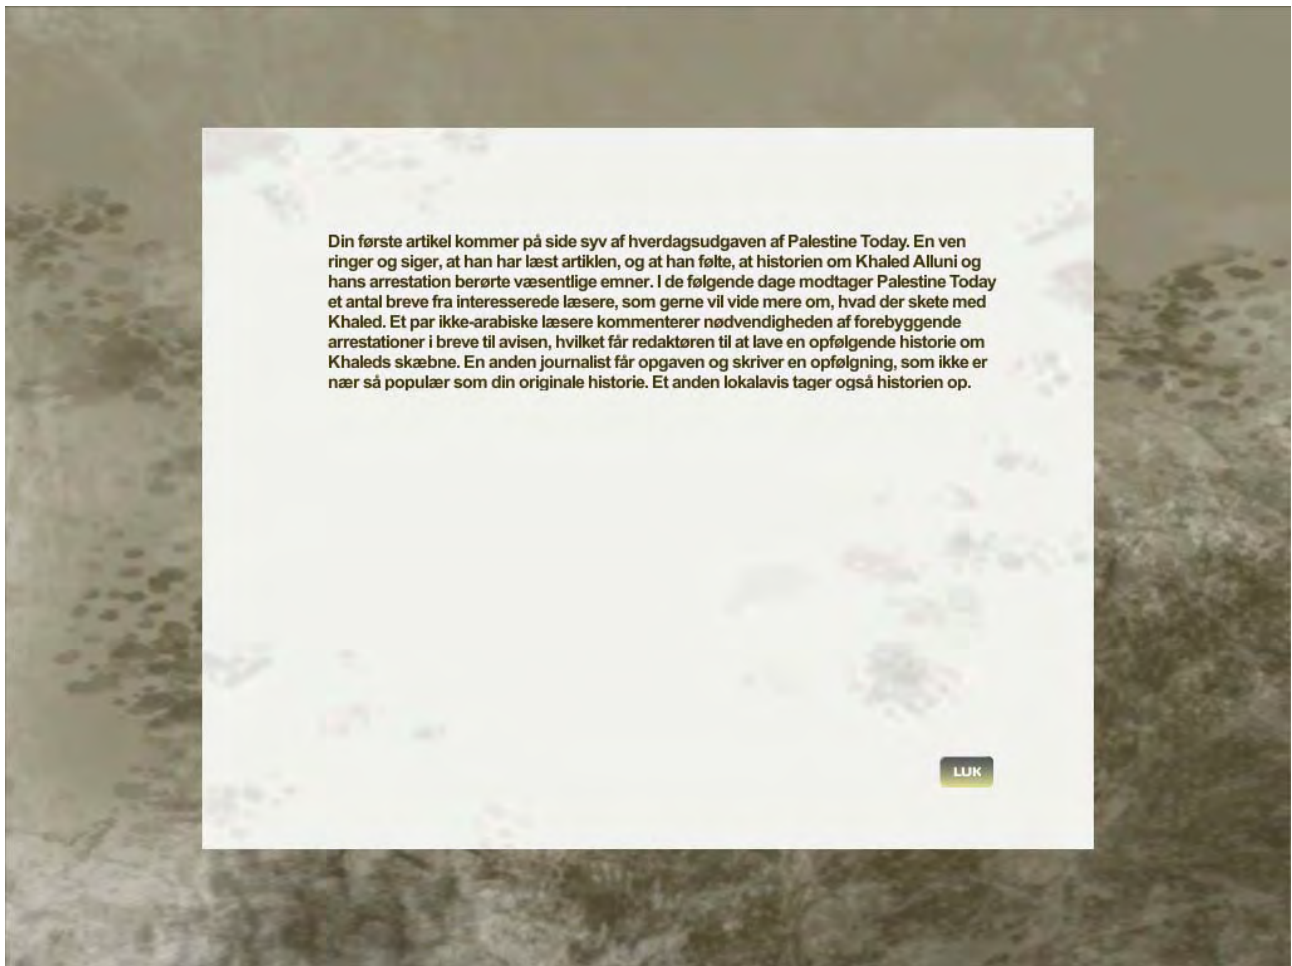 Din første artikel kommer på side syv af hverdagsudgaven af Palestine Today. En ven
ringer og siger, at han har læst artiklen, og at han følte, at historien om Khaled Alluni og
hans arrestation berørte væsentlige emner. I de følgende dage modtager Palestine Today
et antal breve fra interesserede læsere, som gerne vil vide mere om, hvad der skete med
Khaled. Et par ikke-arabiske læsere kommenterer nødvendigheden af forebyggende
arrestationer i breve til avisen, hvilket får redaktøren til at lave en opfølgende historie om
Khaleds skæbne. En anden journalist får opgaven og skriver en opfølgning, som ikke er
nær så populær som din originale historie. Et anden lokalavis tager også historien op.
LUK